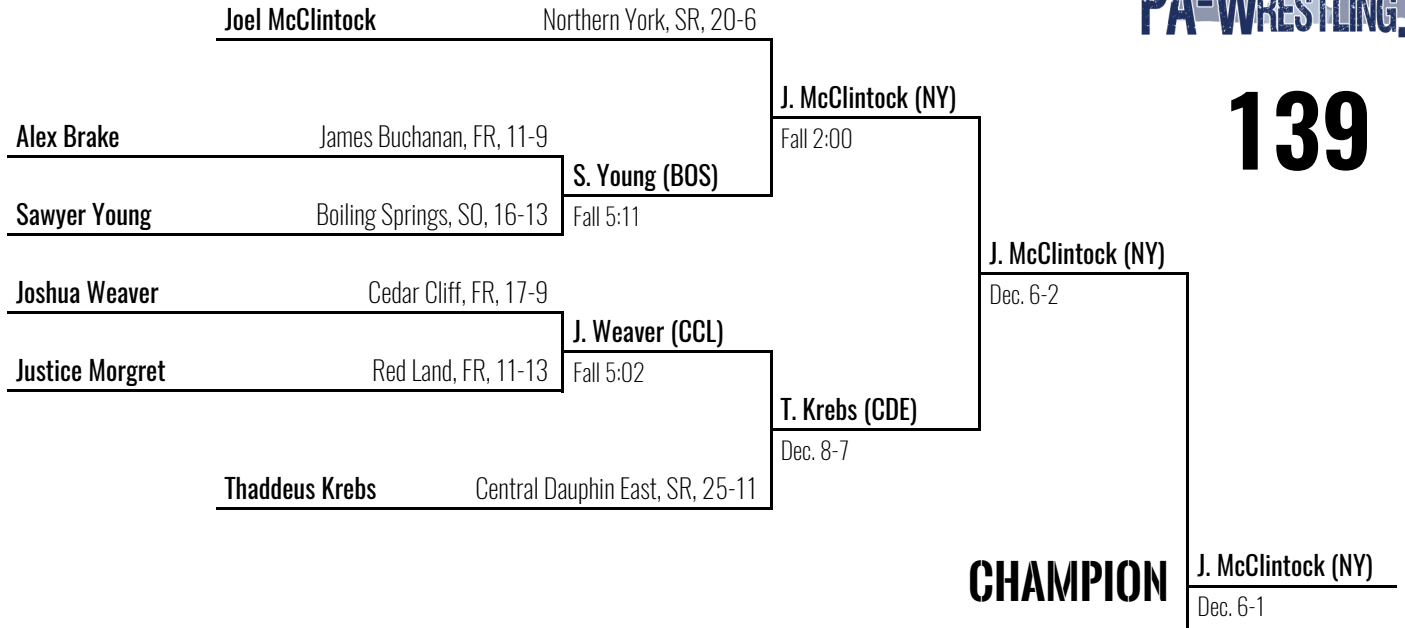 Joel McClintock Northern York, SR, 20-6
PA-WRESTLING.
139
J. McClintock (NY)
Fall 2:00
Alex Brake James Buchanan, FR, 11-9
S. Young (BOS)
Fall 5:11
Sawyer Young Boiling Springs, SO, 16-13
J. McClintock (NY)
Dec. 6-2
Joshua Weaver Cedar Cliff, FR, 17-9
J. Weaver (CCL)
Fall 5:02
Justice Morgret Red Land, FR, 11-13
T. Krebs (CDE)
Dec. 8-7
Thaddeus Krebs Central Dauphin East, SR, 25-11
CHAMPION
J. McClintock (NY)
Dec. 6-1